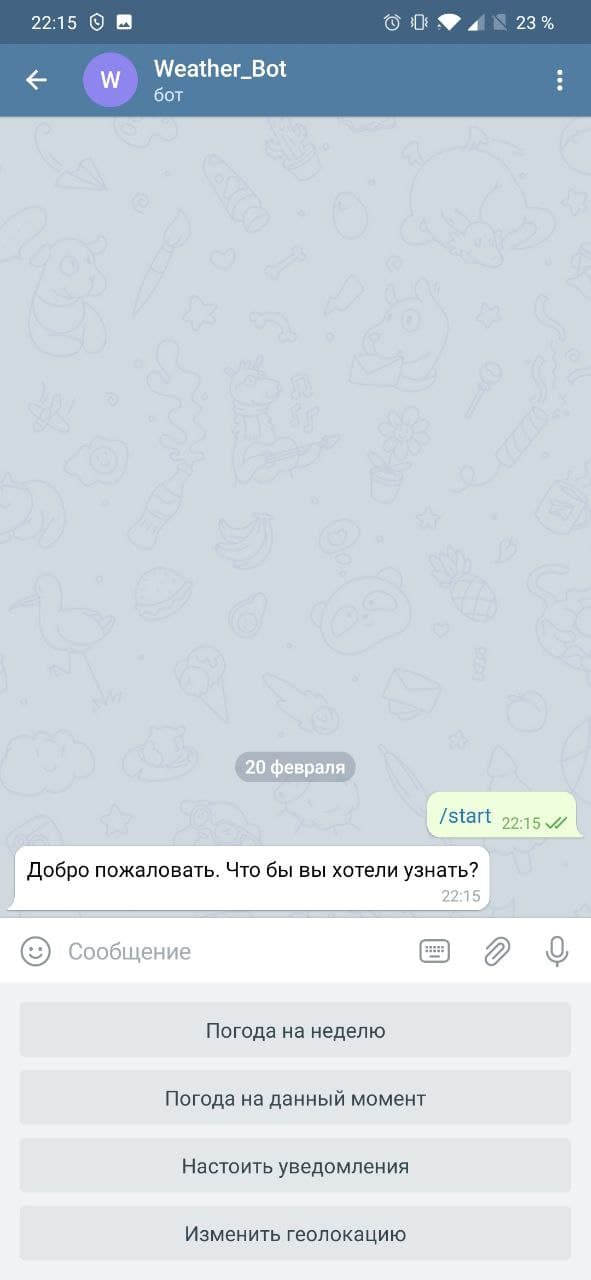 22:15
23 %
W
Weather_Bot
бот
20 февраля
/start 22:15
Добро пожаловать. Что бы вы хотели узнать?
22:15
Сообщение
Погода на неделю
Погода на данный момент
Настоить уведомления
Изменить геолокацию